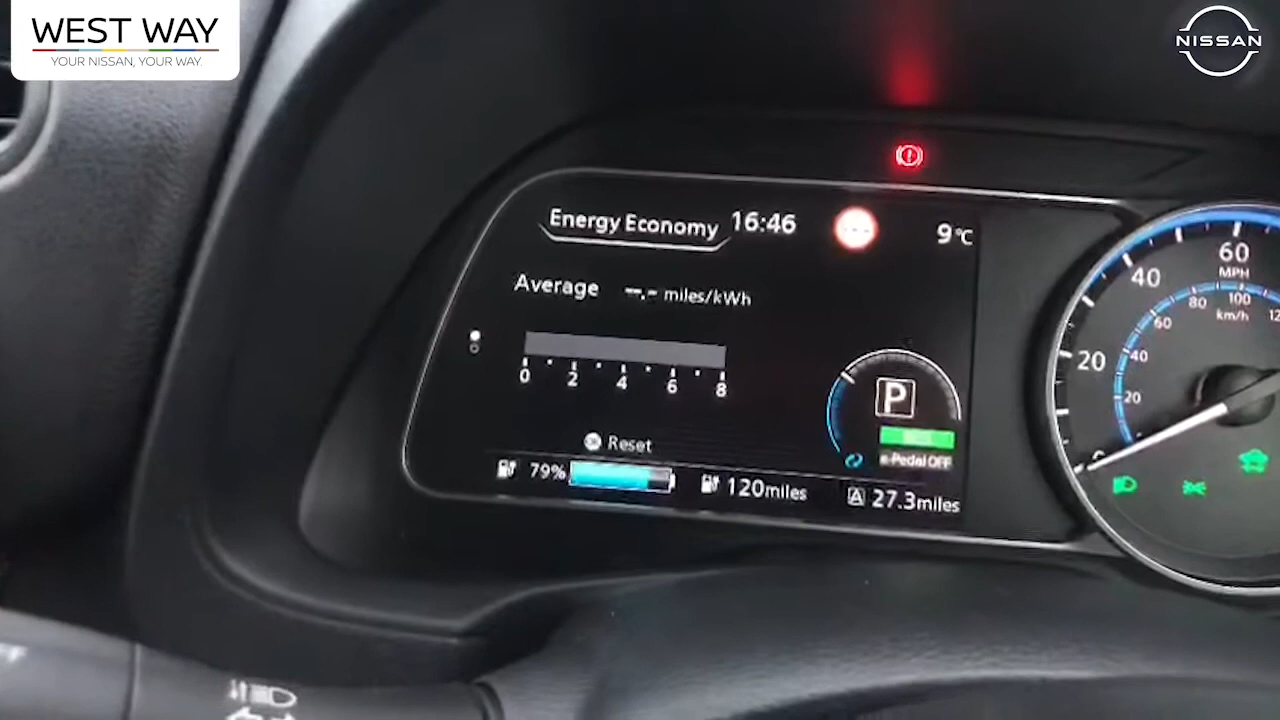 WEST WAY
YOUR NISSAN, YOUR WAY.
NISSAN
Energy Economy 16:46 9°C
Average --.- miles/kWh
0 2 4 6 8
Reset
P
e-Pedal OFF
79% 120miles A 27.3miles
60
MPH
40
20
0
100
80
km/h
60
40
20